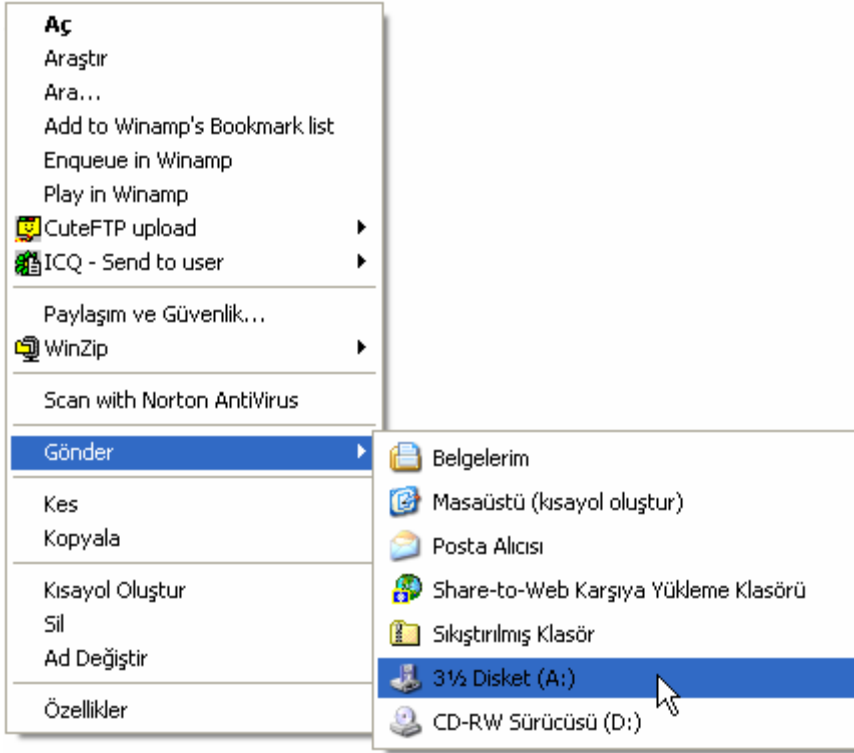 Aç
Araştır
Ara...
Add to Winamp's Bookmark list
Enqueue in Winamp
Play in Winamp
CuteFTP upload
ICQ - Send to user
Paylaşım ve Güvenlik...
WinZip
Scan with Norton AntiVirus
Gönder
Kes
Kopyala
Kısayol Oluştur
Sil
Ad Değiştir
Özellikler
Belgelerim
Masaüstü (kısayol oluştur)
Posta Alıcısı
Share-to-Web Karşıya Yükleme Klasörü
Sıkıştırılmış Klasör
3½ Disket (A:)
CD-RW Sürücüsü (D:)